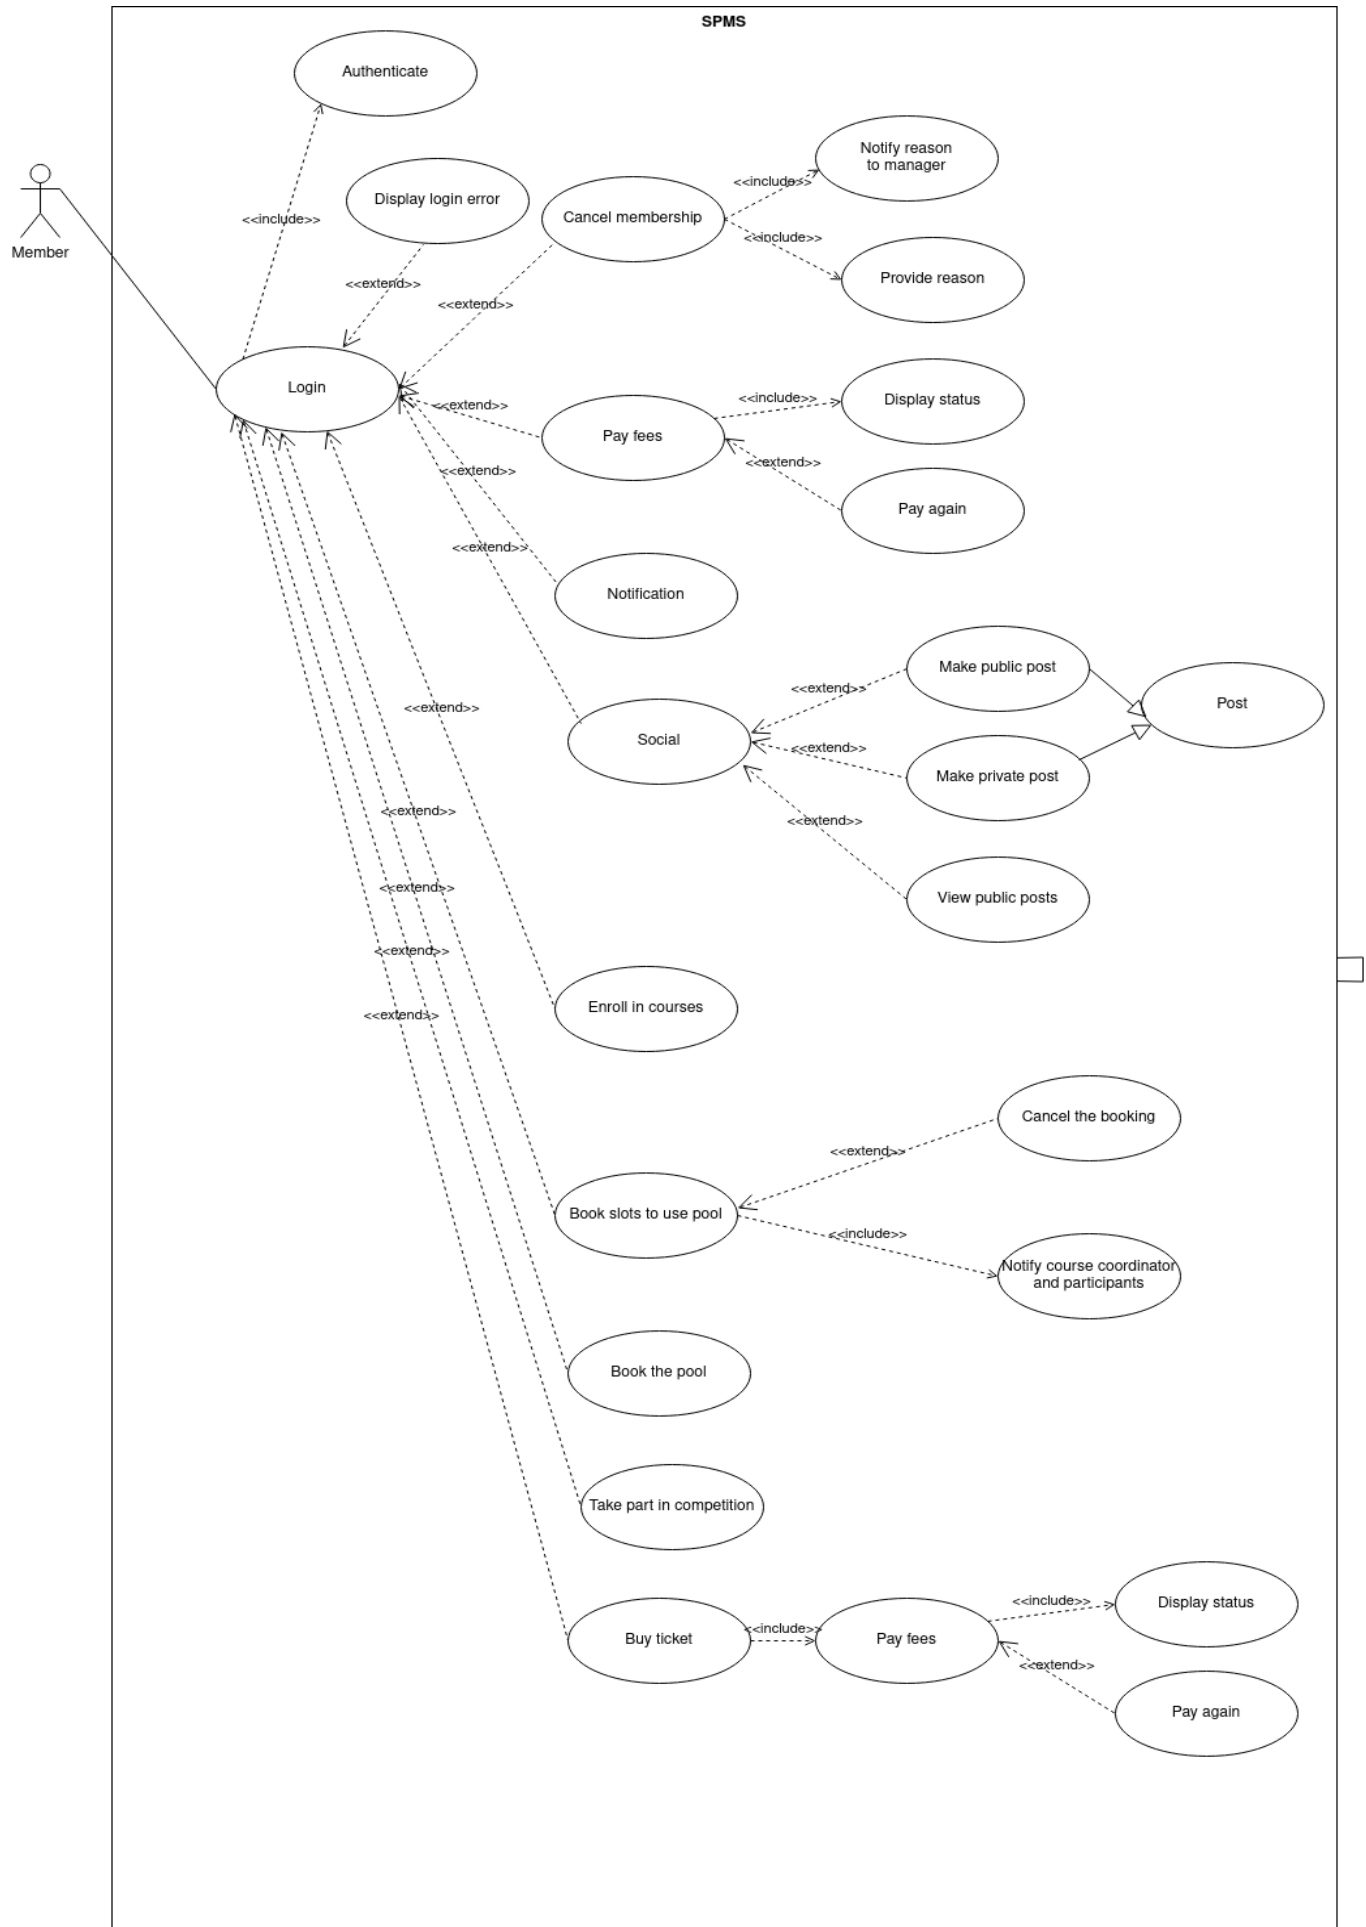 SPMS
Authenticate
Notify reason
to manager
<<include>>
Display login error
Cancel membership
<<include>>
<<include>>
Member
Provide reason
<<extend>>
<<extend>>
Login
<<extend>>
<<include>>
Display status
Pay fees
<<extend>>
<<extend>>
Pay again
<<extend>>
Notification
Make public post
<<extend>>
Post
<<extend>>
Social
<<extend>>
Make private post
<<extend>>
<<extend>>
View public posts
<<extend>>
<<extend>>
<<extend>>
Enroll in courses
Cancel the booking
<<extend>>
Book slots to use pool
<<include>>
Notify course coordinator
and participants
Book the pool
Take part in competition
<<include>>
Display status
Buy ticket
<<include>>
Pay fees
<<extend>>
Pay again